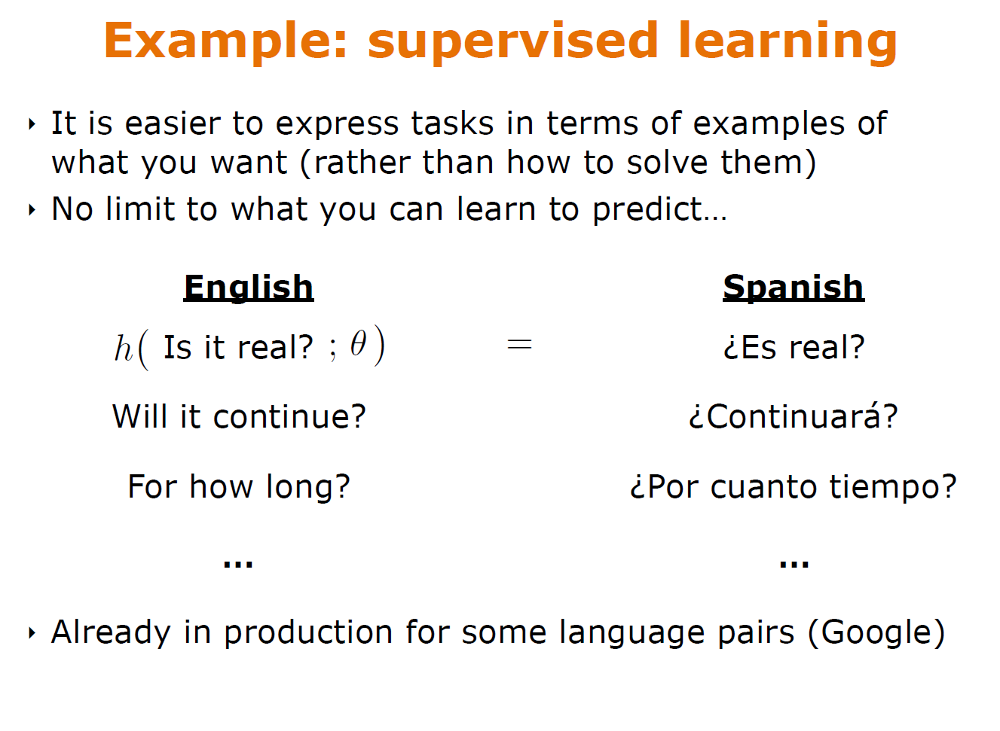 Example: supervised learning
‣ It is easier to express tasks in terms of examples of
what you want (rather than how to solve them)
‣ No limit to what you can learn to predict…
English Spanish
h( Is it real? ; θ ) = ¿Es real?
Will it continue? ¿Continuará?
For how long? ¿Por cuanto tiempo?
… …
‣ Already in production for some language pairs (Google)